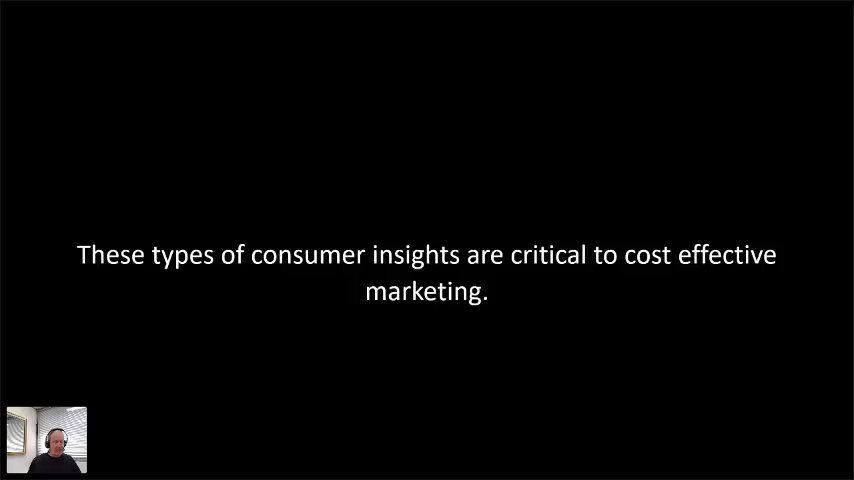 These types of consumer insights are critical to cost effective
marketing.